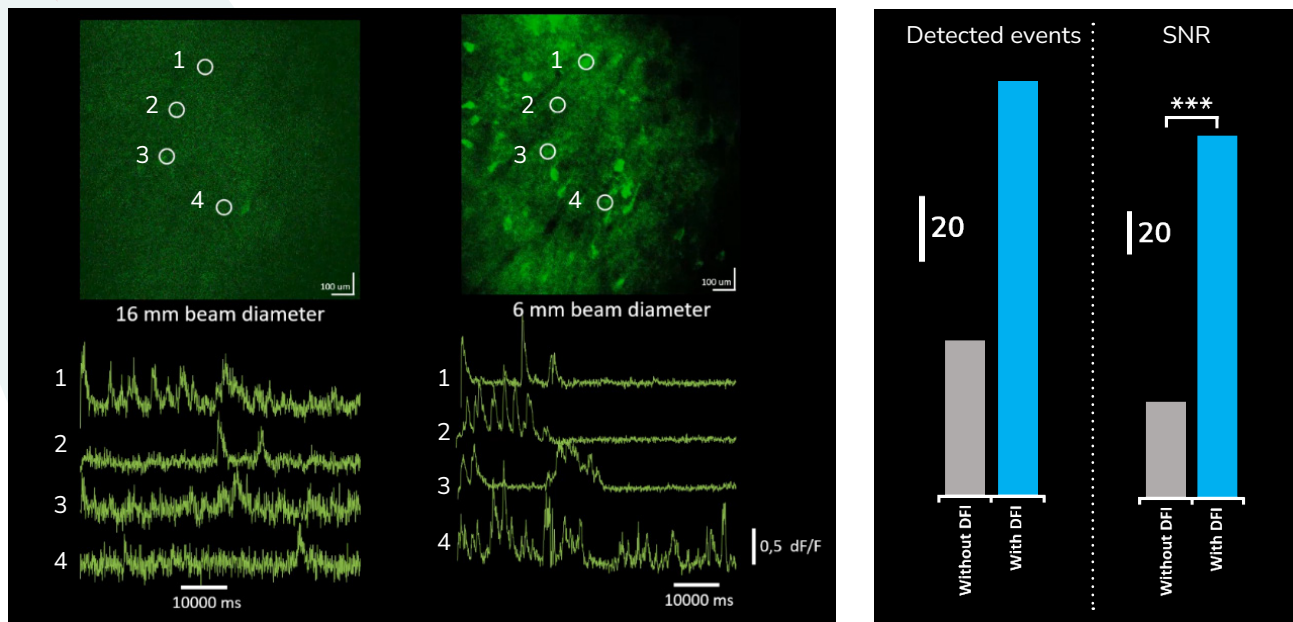 1
2
3
4
100 um
16 mm beam diameter
1
2
3
4
10000 ms
1
2
3
4
100 um
6 mm beam diameter
1
2
3
4
0,5 dF/F
10000 ms
Detected events
20
Without DFI
With DFI
SNR
***
20
Without DFI
With DFI